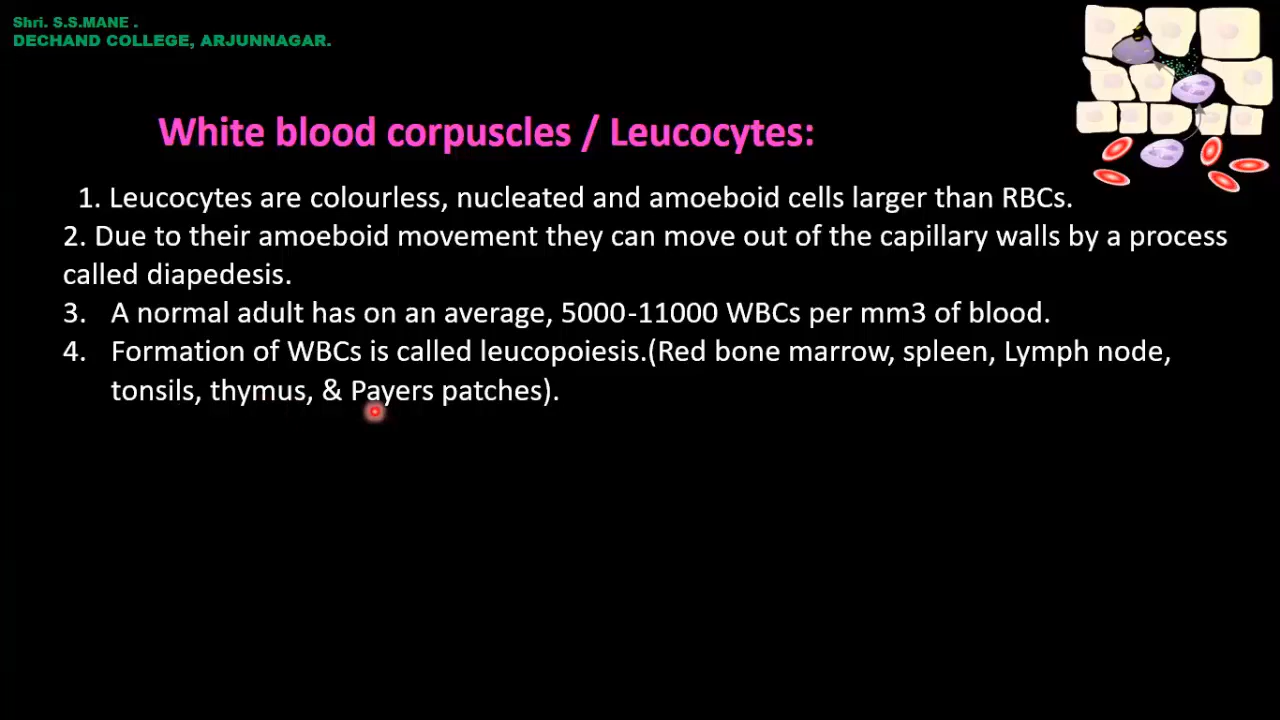 Shri. S.S.MANE .
DECHAND COLLEGE, ARJUNNAGAR.
White blood corpuscles / Leucocytes:
1. Leucocytes are colourless, nucleated and amoeboid cells larger than RBCs.
2. Due to their amoeboid movement they can move out of the capillary walls by a process
called diapedesis.
3. A normal adult has on an average, 5000-11000 WBCs per mm3 of blood.
4. Formation of WBCs is called leucopoiesis.(Red bone marrow, spleen, Lymph node,
tonsils, thymus, & Payers patches).